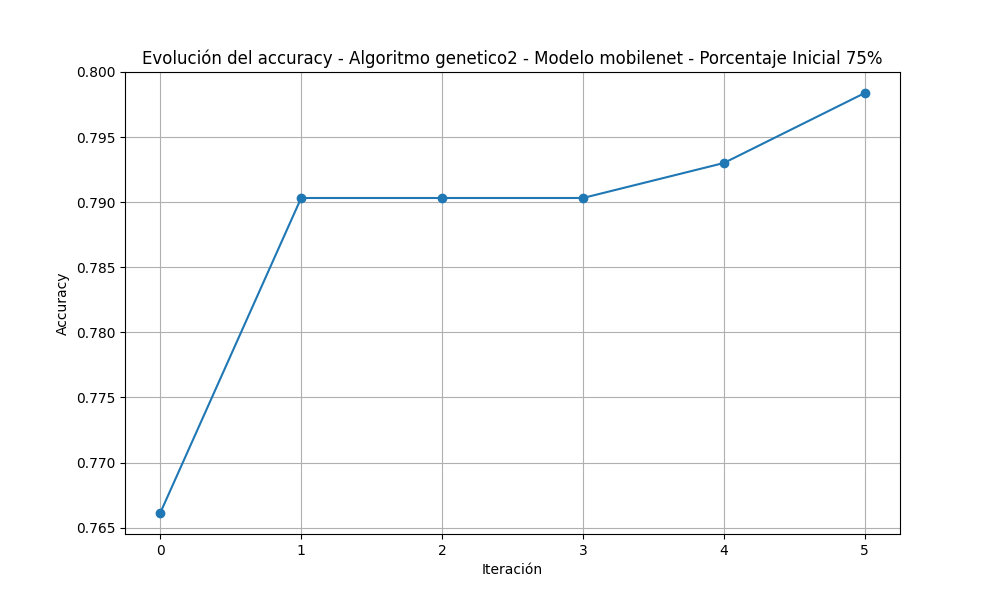 Evolución del accuracy - Algoritmo genetico2 - Modelo mobilenet - Porcentaje Inicial 75%
0.800
0.795
0.790
0.785
0.780
0.775
0.770
0.765
Accuracy
0 1 2 3 4 5
Iteración